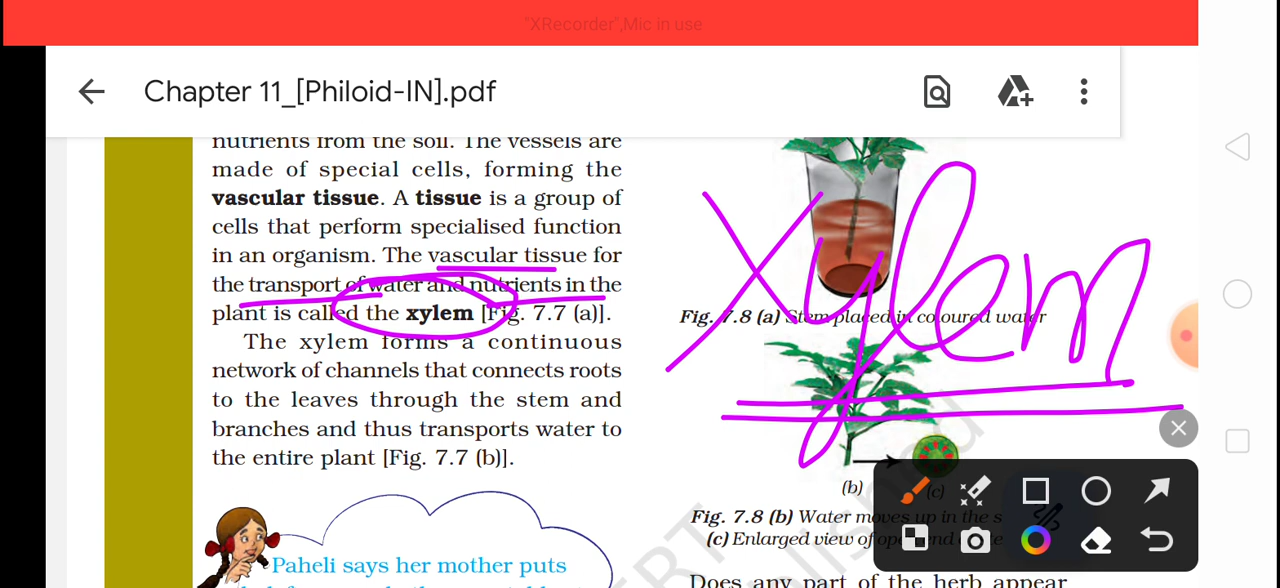 "XRecorder",Mic in use
Chapter 11_[Philoid-IN].pdf
nutrients from the soil. The vessels are
made of special cells, forming the
vascular tissue. A tissue is a group of
cells that perform specialised function
in an organism. The vascular tissue for
the transport of water and nutrients in the
plant is called the xylem [Fig. 7.7 (a)].
The xylem forms a continuous
network of channels that connects roots
to the leaves through the stem and
branches and thus transports water to
the entire plant [Fig. 7.7 (b)].
Paheli says her mother puts
Xylem
Fig. 7.8 (a) Stem placed in coloured water
(b)
(c)
Fig. 7.8 (b) Water moves up in the s
(c) Enlarged view of open end
Does any part of the herb appear